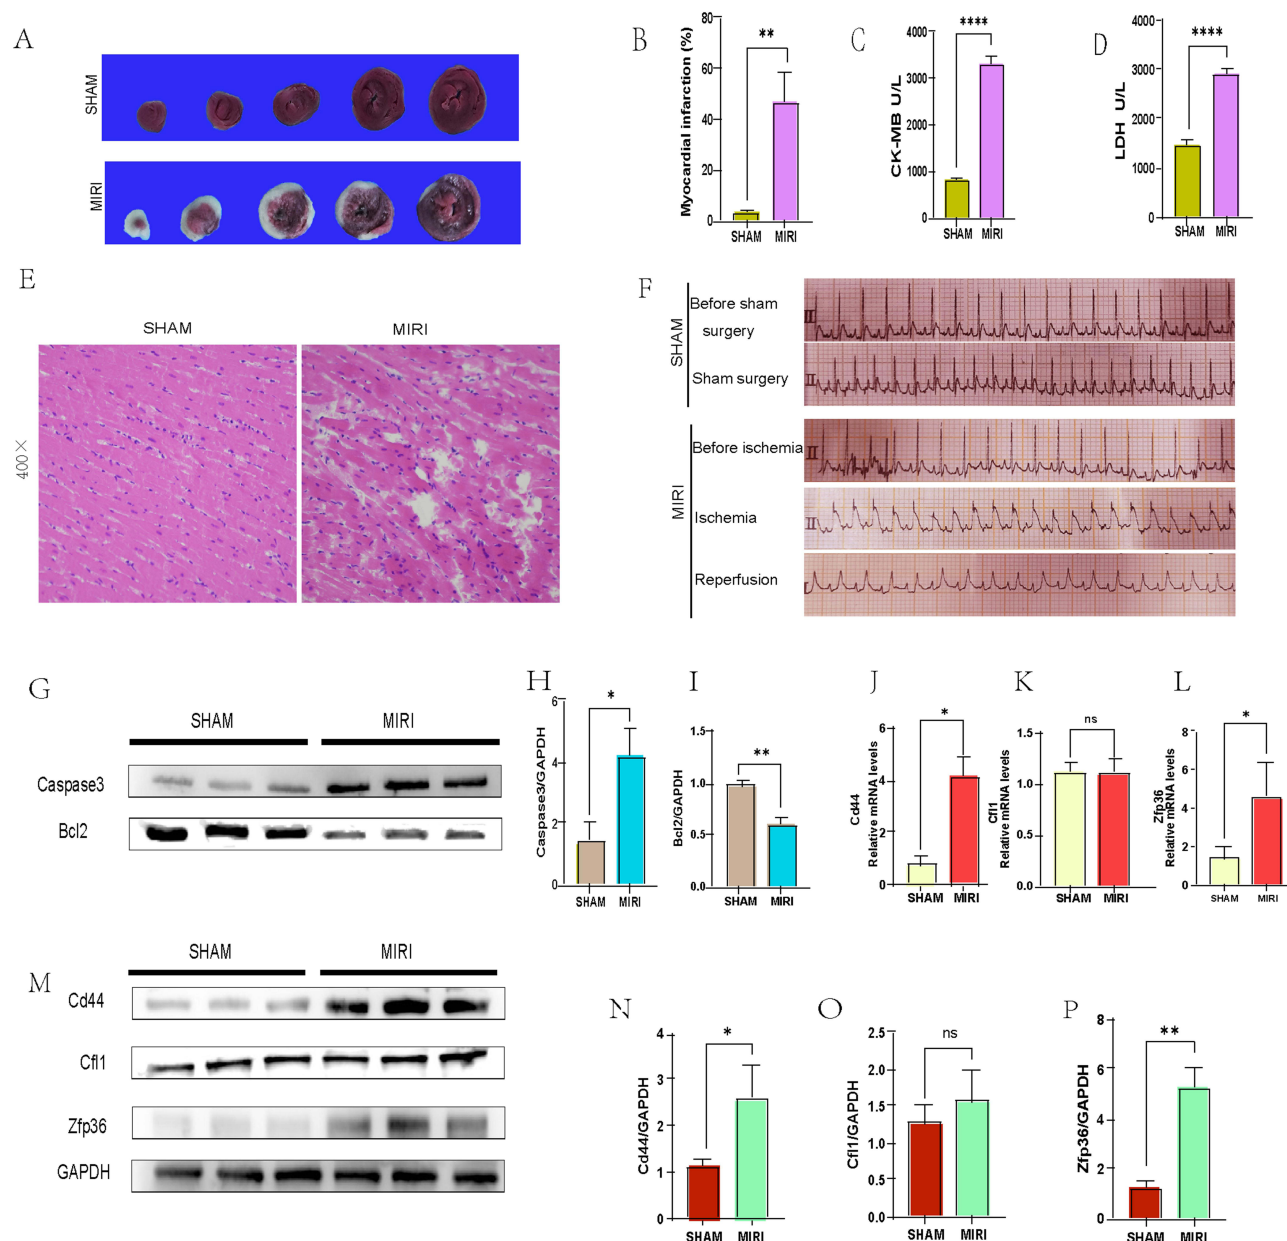 A
SHAM
MIRI
B
Myocardial infarction (%)
80
60
40
20
0
**
SHAM MIRI
C
CK-MB U/L
4000
3000
2000
1000
0
****
SHAM MIRI
D
LDH U/L
4000
3000
2000
1000
0
****
SHAM MIRI
E
SHAM MIRI
400×
F
SHAM
Before sham
surgery
II
Sham surgery
II
MIRI
Before ischemia
II
Ischemia
II
Reperfusion
G
SHAM MIRI
Caspase3
Bcl2
H
Caspase3/GAPDH
6
4
2
0
*
SHAM MIRI
I
Bcl2/GAPDH
1.5
1.0
0.5
0.0
**
SHAM MIRI
J
Cd44
Relative mRNA levels
6
4
2
0
*
SHAM MIRI
K
Cfl1
Relative mRNA levels
1.5
1.0
0.5
0.0
ns
SHAM MIRI
L
Zfp36
Relative mRNA levels
8
6
4
2
0
*
SHAM MIRI
M
SHAM MIRI
Cd44
Cfl1
Zfp36
GAPDH
N
Cd44/GAPDH
4
3
2
1
0
*
SHAM MIRI
O
Cfl1/GAPDH
2.5
2.0
1.5
1.0
0.5
0.0
ns
SHAM MIRI
P
Zfp36/GAPDH
8
6
4
2
0
**
SHAM MIRI